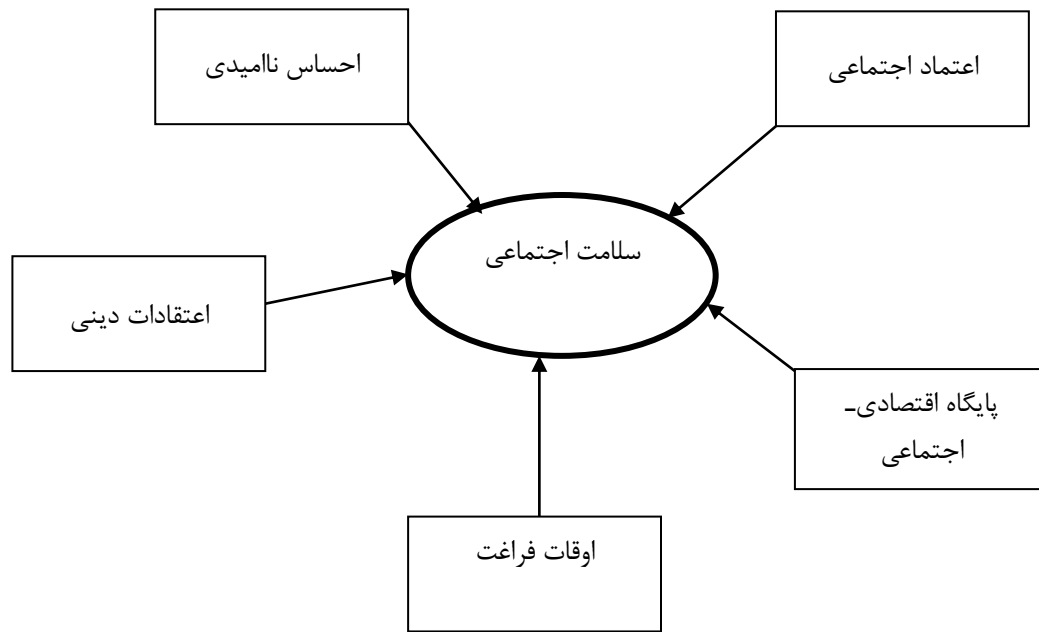 احساس ناامیدی
اعتماد اجتماعی
سلامت اجتماعی
اعتقادات دینی
پایگاه اقتصادی-
اجتماعی
اوقات فراغت